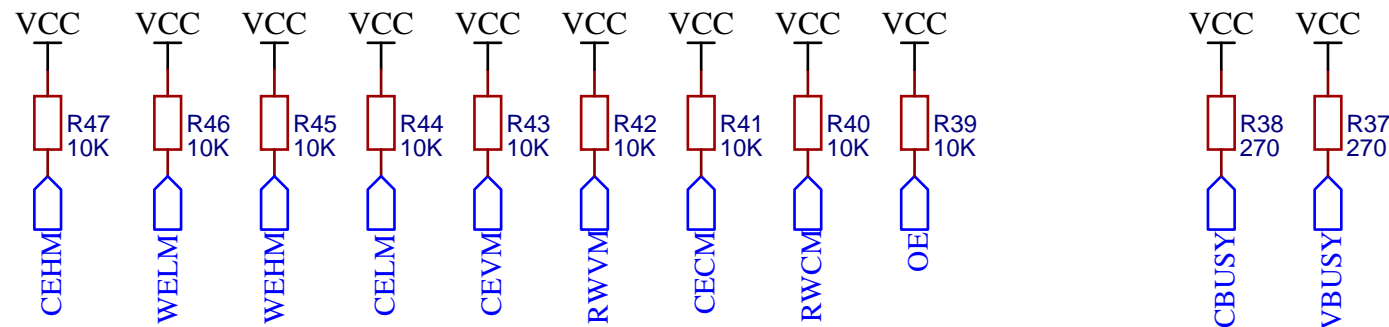 VCC VCC VCC VCC VCC VCC VCC VCC VCC VCC VCC
R47 R46 R45 R44 R43 R42 R41 R40 R39 R38 R37
10K 10K 10K 10K 10K 10K 10K 10K 10K 270 270
CEHM WELM WEHM CELM CEVM RWVM CECM RWCM OE CBUSY VBUSY